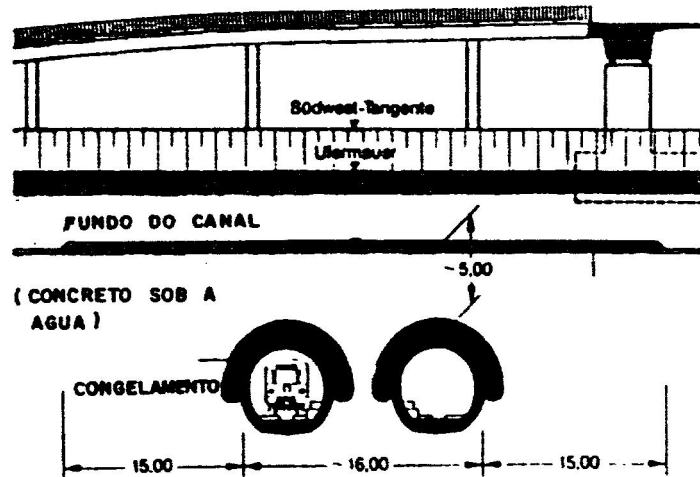 Südwest-Tangente
Ufermauer
FUNDO DO CANAL
~5,00
(CONCRETO SOB A
AGUA)
CONGELAMENTO
15,00
~16,00
15,00